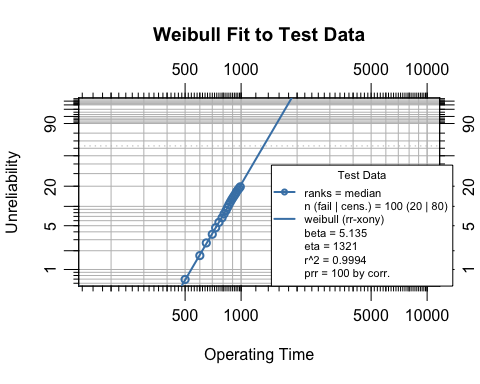 Weibull Fit to Test Data
500 1000 5000 10000
90 90
20 20
5 5
1 1
Unreliability
Test Data
ranks = median
n (fail | cens.) = 100 (20 | 80)
weibull (rr-xony)
beta = 5.135
eta = 1321
r^2 = 0.9994
prr = 100 by corr.
500 1000 5000 10000
Operating Time